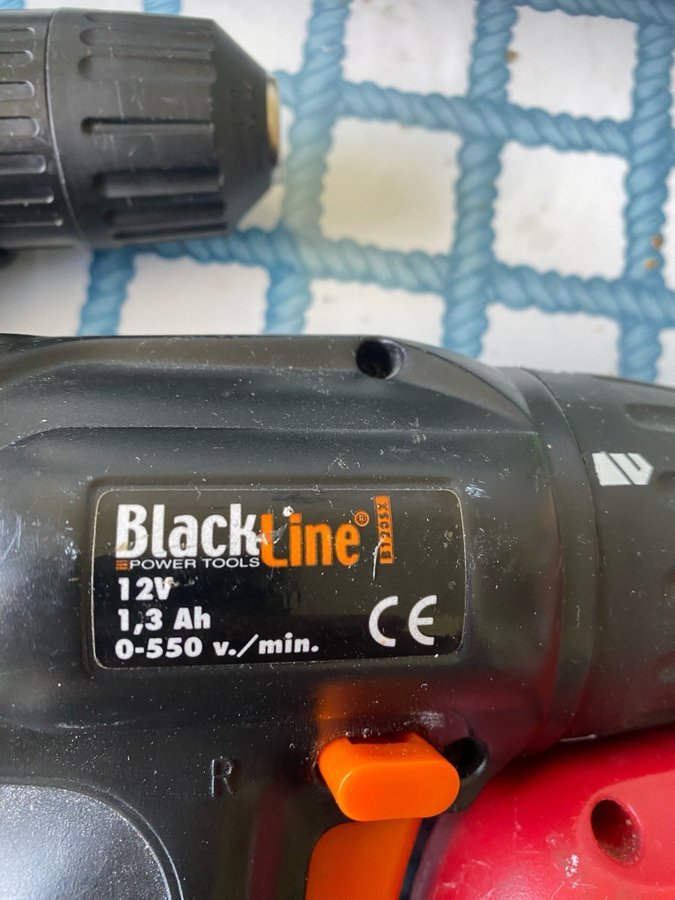 BlackLine®
B1205X
POWER TOOLS
12V
1,3 Ah
0-550 v./min.
CE
R